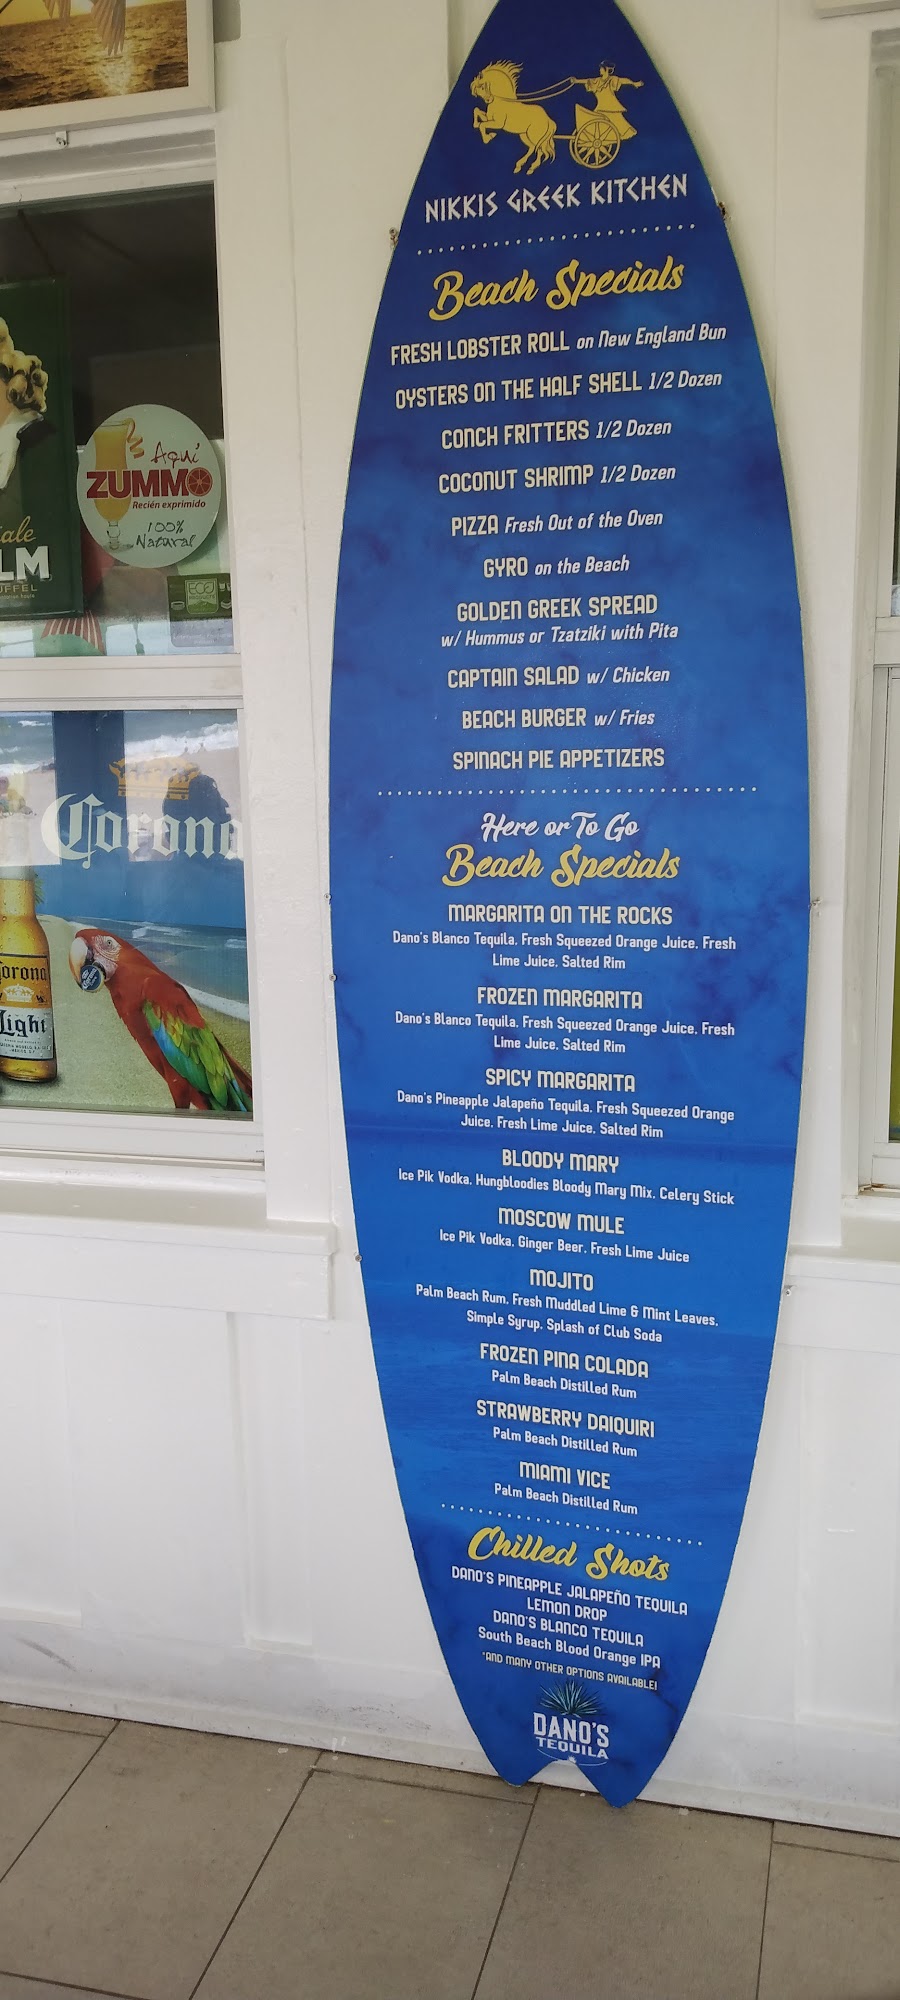 NIKKIS GREEK KITCHEN
Beach Specials
FRESH LOBSTER ROLL on New England Bun
OYSTERS ON THE HALF SHELL 1/2 Dozen
CONCH FRITTERS 1/2 Dozen
COCONUT SHRIMP 1/2 Dozen
PIZZA Fresh Out of the Oven
GYRO on the Beach
GOLDEN GREEK SPREAD
w/ Hummus or Tzatziki with Pita
CAPTAIN SALAD w/ Chicken
BEACH BURGER w/ Fries
SPINACH PIE APPETIZERS
Here or To Go
Beach Specials
MARGARITA ON THE ROCKS
Dano's Blanco Tequila, Fresh Squeezed Orange Juice, Fresh
Lime Juice, Salted Rim
FROZEN MARGARITA
Dano's Blanco Tequila, Fresh Squeezed Orange Juice, Fresh
Lime Juice, Salted Rim
SPICY MARGARITA
Dano's Pineapple Jalapeño Tequila, Fresh Squeezed Orange
Juice, Fresh Lime Juice, Salted Rim
BLOODY MARY
Ice Pik Vodka, Hungbloodies Bloody Mary Mix, Celery Stick
MOSCOW MULE
Ice Pik Vodka, Ginger Beer, Fresh Lime Juice
MOJITO
Palm Beach Rum, Fresh Muddled Lime & Mint Leaves,
Simple Syrup, Splash of Club Soda
FROZEN PINA COLADA
Palm Beach Distilled Rum
STRAWBERRY DAIQUIRI
Palm Beach Distilled Rum
MIAMI VICE
Palm Beach Distilled Rum
Chilled Shots
DANO'S PINEAPPLE JALAPEÑO TEQUILA
LEMON DROP
DANO'S BLANCO TEQUILA
South Beach Blood Orange IPA
*AND MANY OTHER OPTIONS AVAILABLE!
DANO'S
TEQUILA
Aquí
ZUMMO
Recién exprimido
100%
Natural
ale
LM
UFFEL
ECO
Corona
Corona
Light